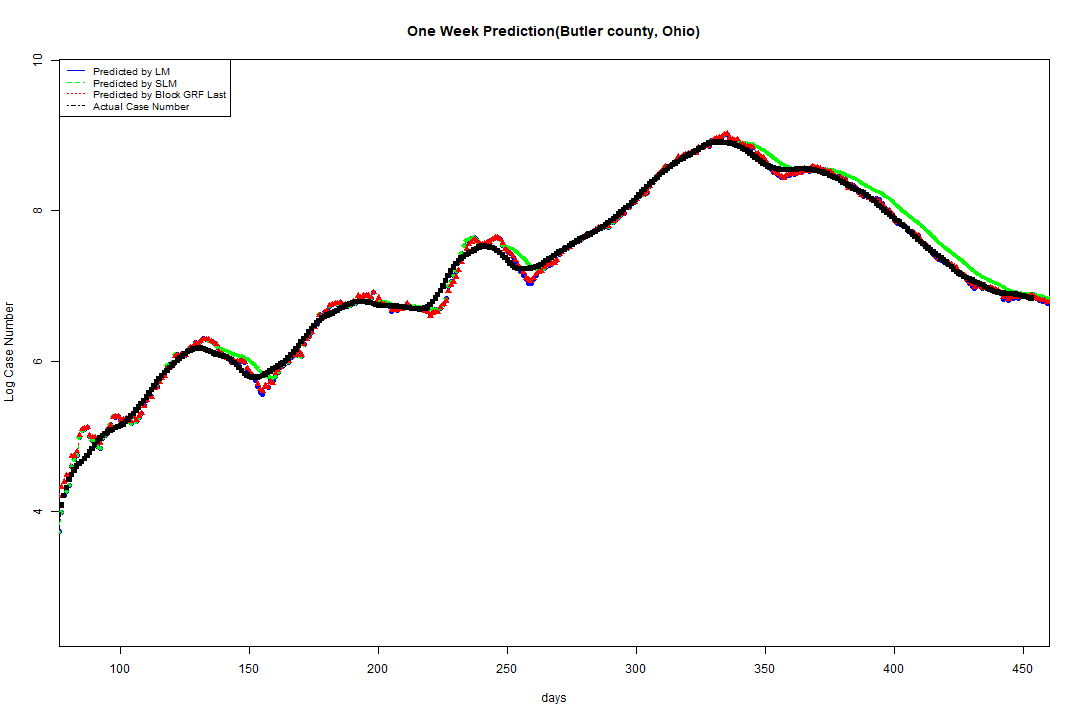 One Week Prediction(Butler county, Ohio)
10
Predicted by LM
Predicted by SLM
Predicted by Block GRF Last
Actual Case Number
8
6
4
Log Case Number
100 150 200 250 300 350 400 450
days